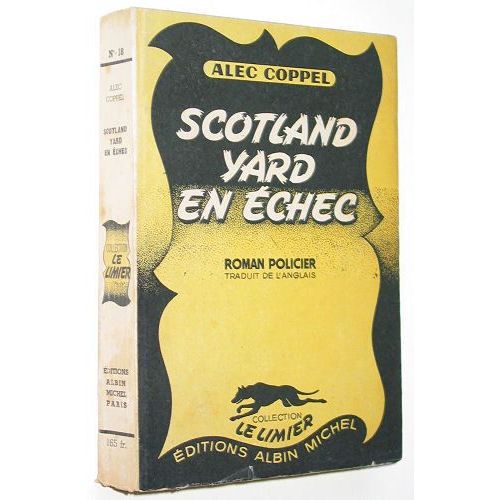 N° 18
ALEC
COPPEL
SCOTLAND
YARD
EN ÉCHEC
COLLECTION
LE
LIMIER
ÉDITIONS
ALBIN
MICHEL
PARIS
165 fr.
ALEC COPPEL
SCOTLAND
YARD
EN ÉCHEC
ROMAN POLICIER
TRADUIT DE L'ANGLAIS
COLLECTION
LE LIMIER
ÉDITIONS ALBIN MICHEL